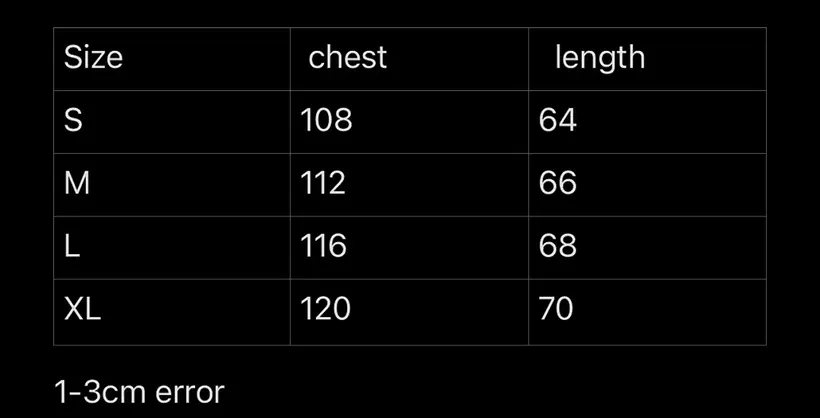 Size chest length
S 108 64
M 112 66
L 116 68
XL 120 70
1-3cm error